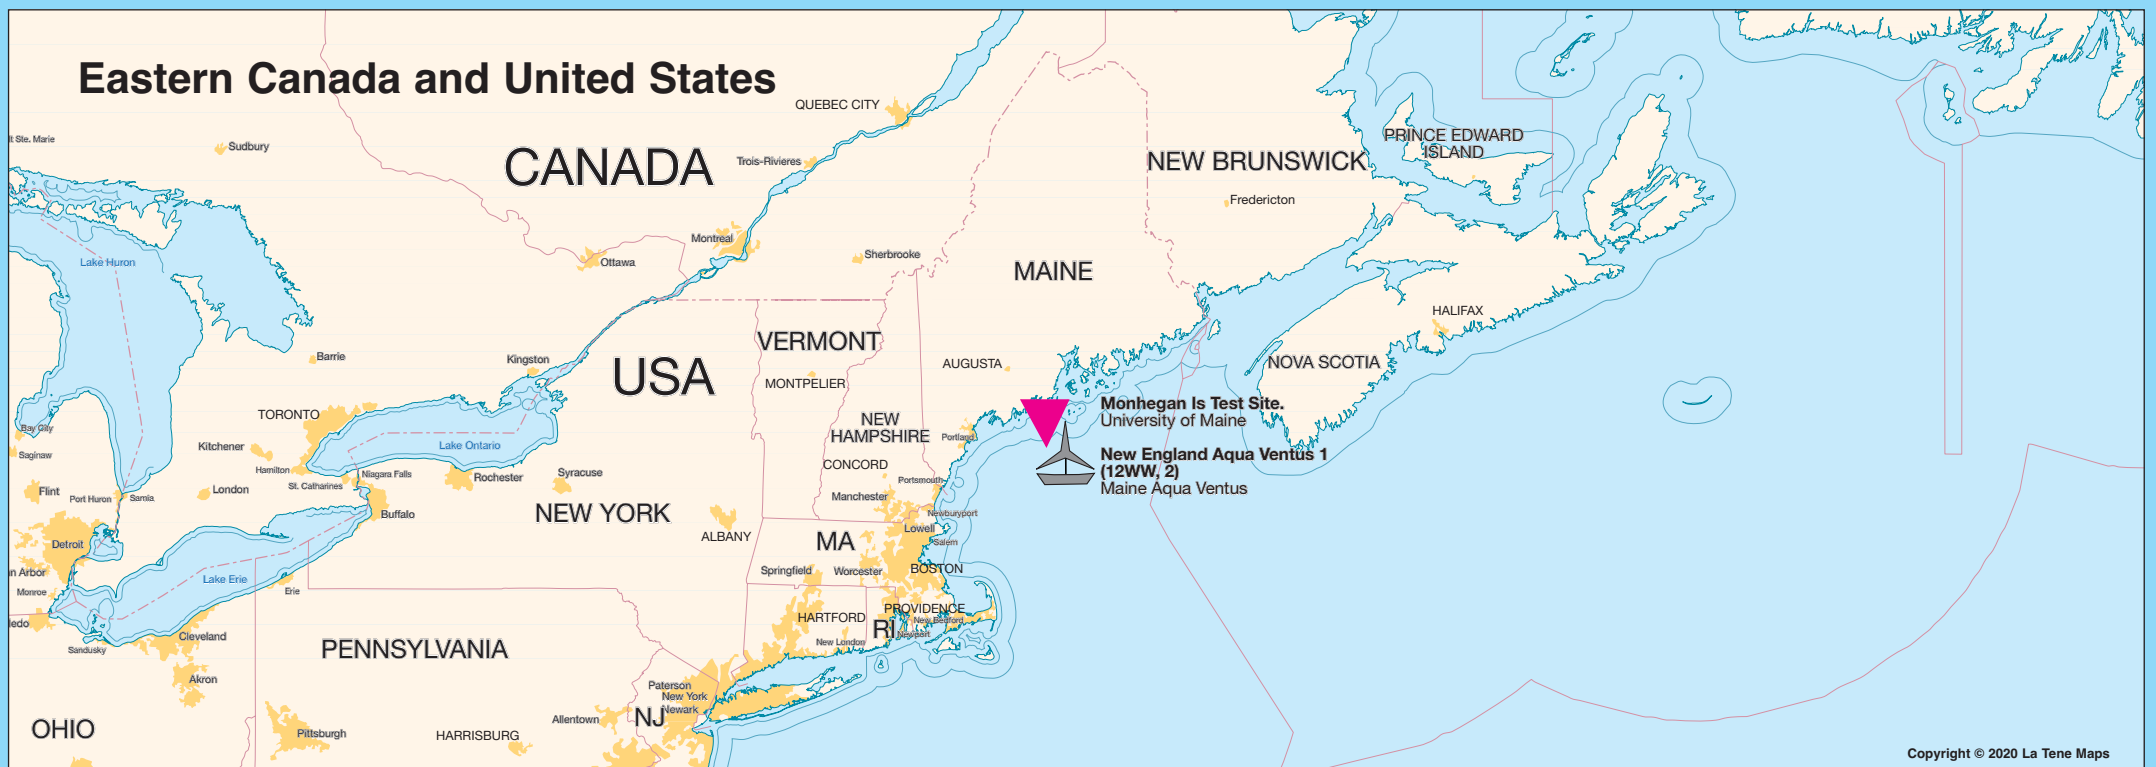 Eastern Canada and United States
QUEBEC CITY
lt Ste. Marie
Sudbury
CANADA
Trois-Rivieres
NEW BRUNSWICK
PRINCE EDWARD
ISLAND
Fredericton
Montreal
Sherbrooke
Ottawa
Lake Huron
MAINE
HALIFAX
VERMONT
Barrie
Kingston
USA
AUGUSTA
NOVA SCOTIA
MONTPELIER
TORONTO
NEW
HAMPSHIRE
Monhegan Is Test Site.
University of Maine
Bay City
Kitchener
Lake Ontario
Portland
Saginaw
Hamilton
Niagara Falls
Syracuse
CONCORD
New England Aqua Ventus 1
(12WW, 2)
Maine Aqua Ventus
Rochester
St. Catharines
Portsmouth
Flint
Port Huron
Sarnia
London
Manchester
Buffalo
NEW YORK
Newburyport
Lowell
ALBANY
MA
Salem
Detroit
n Arbor
Springfield
Worcester
BOSTON
Lake Erie
Monroe
Erie
PROVIDENCE
HARTFORD
New Bedford
ledo
RI
Newport
Cleveland
New London
Sandusky
PENNSYLVANIA
Akron
Paterson
New York
Newark
NJ
Allentown
OHIO
Pittsburgh
HARRISBURG
Copyright © 2020 La Tene Maps